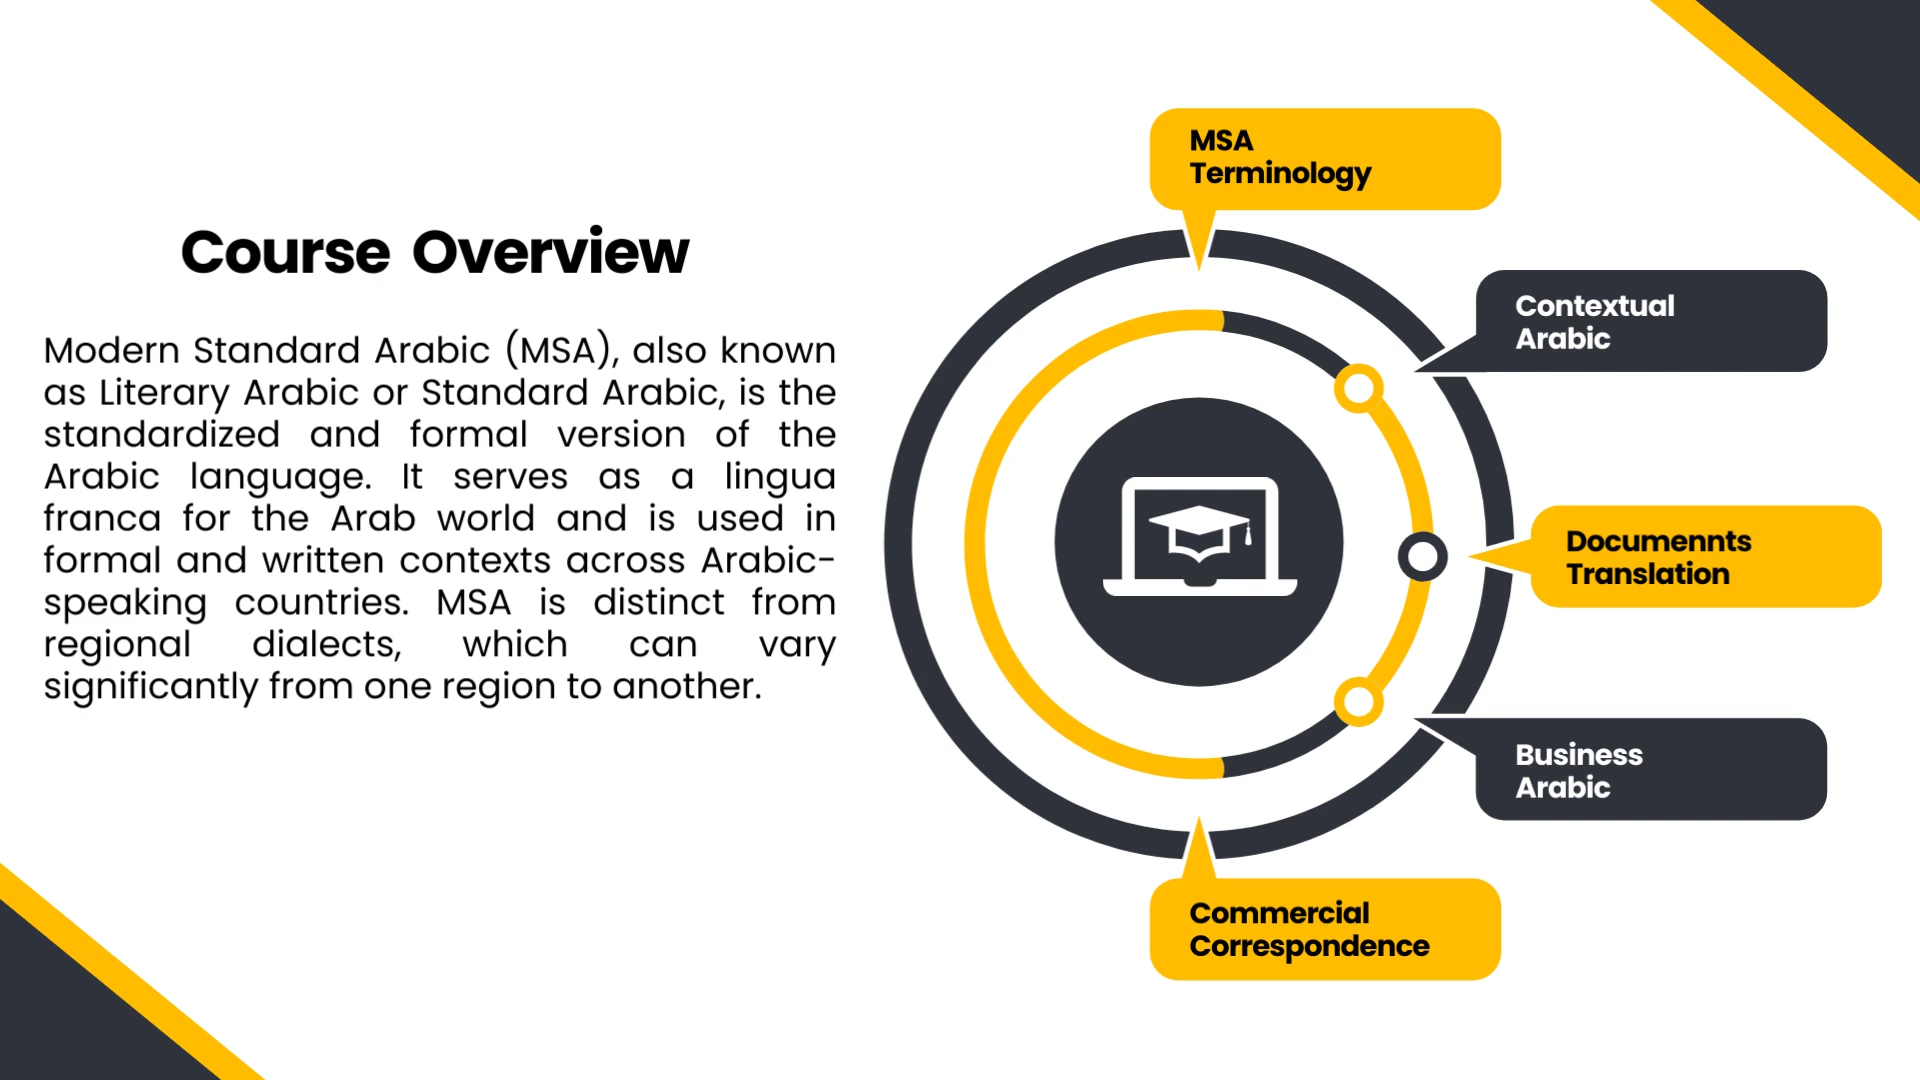 Course Overview
Modern Standard Arabic (MSA), also known
as Literary Arabic or Standard Arabic, is the
standardized and formal version of the
Arabic language. It serves as a lingua
franca for the Arab world and is used in
formal and written contexts across Arabic-
speaking countries. MSA is distinct from
regional dialects, which can vary
significantly from one region to another.
MSA
Terminology
Contextual
Arabic
Documennts
Translation
Business
Arabic
Commercial
Correspondence